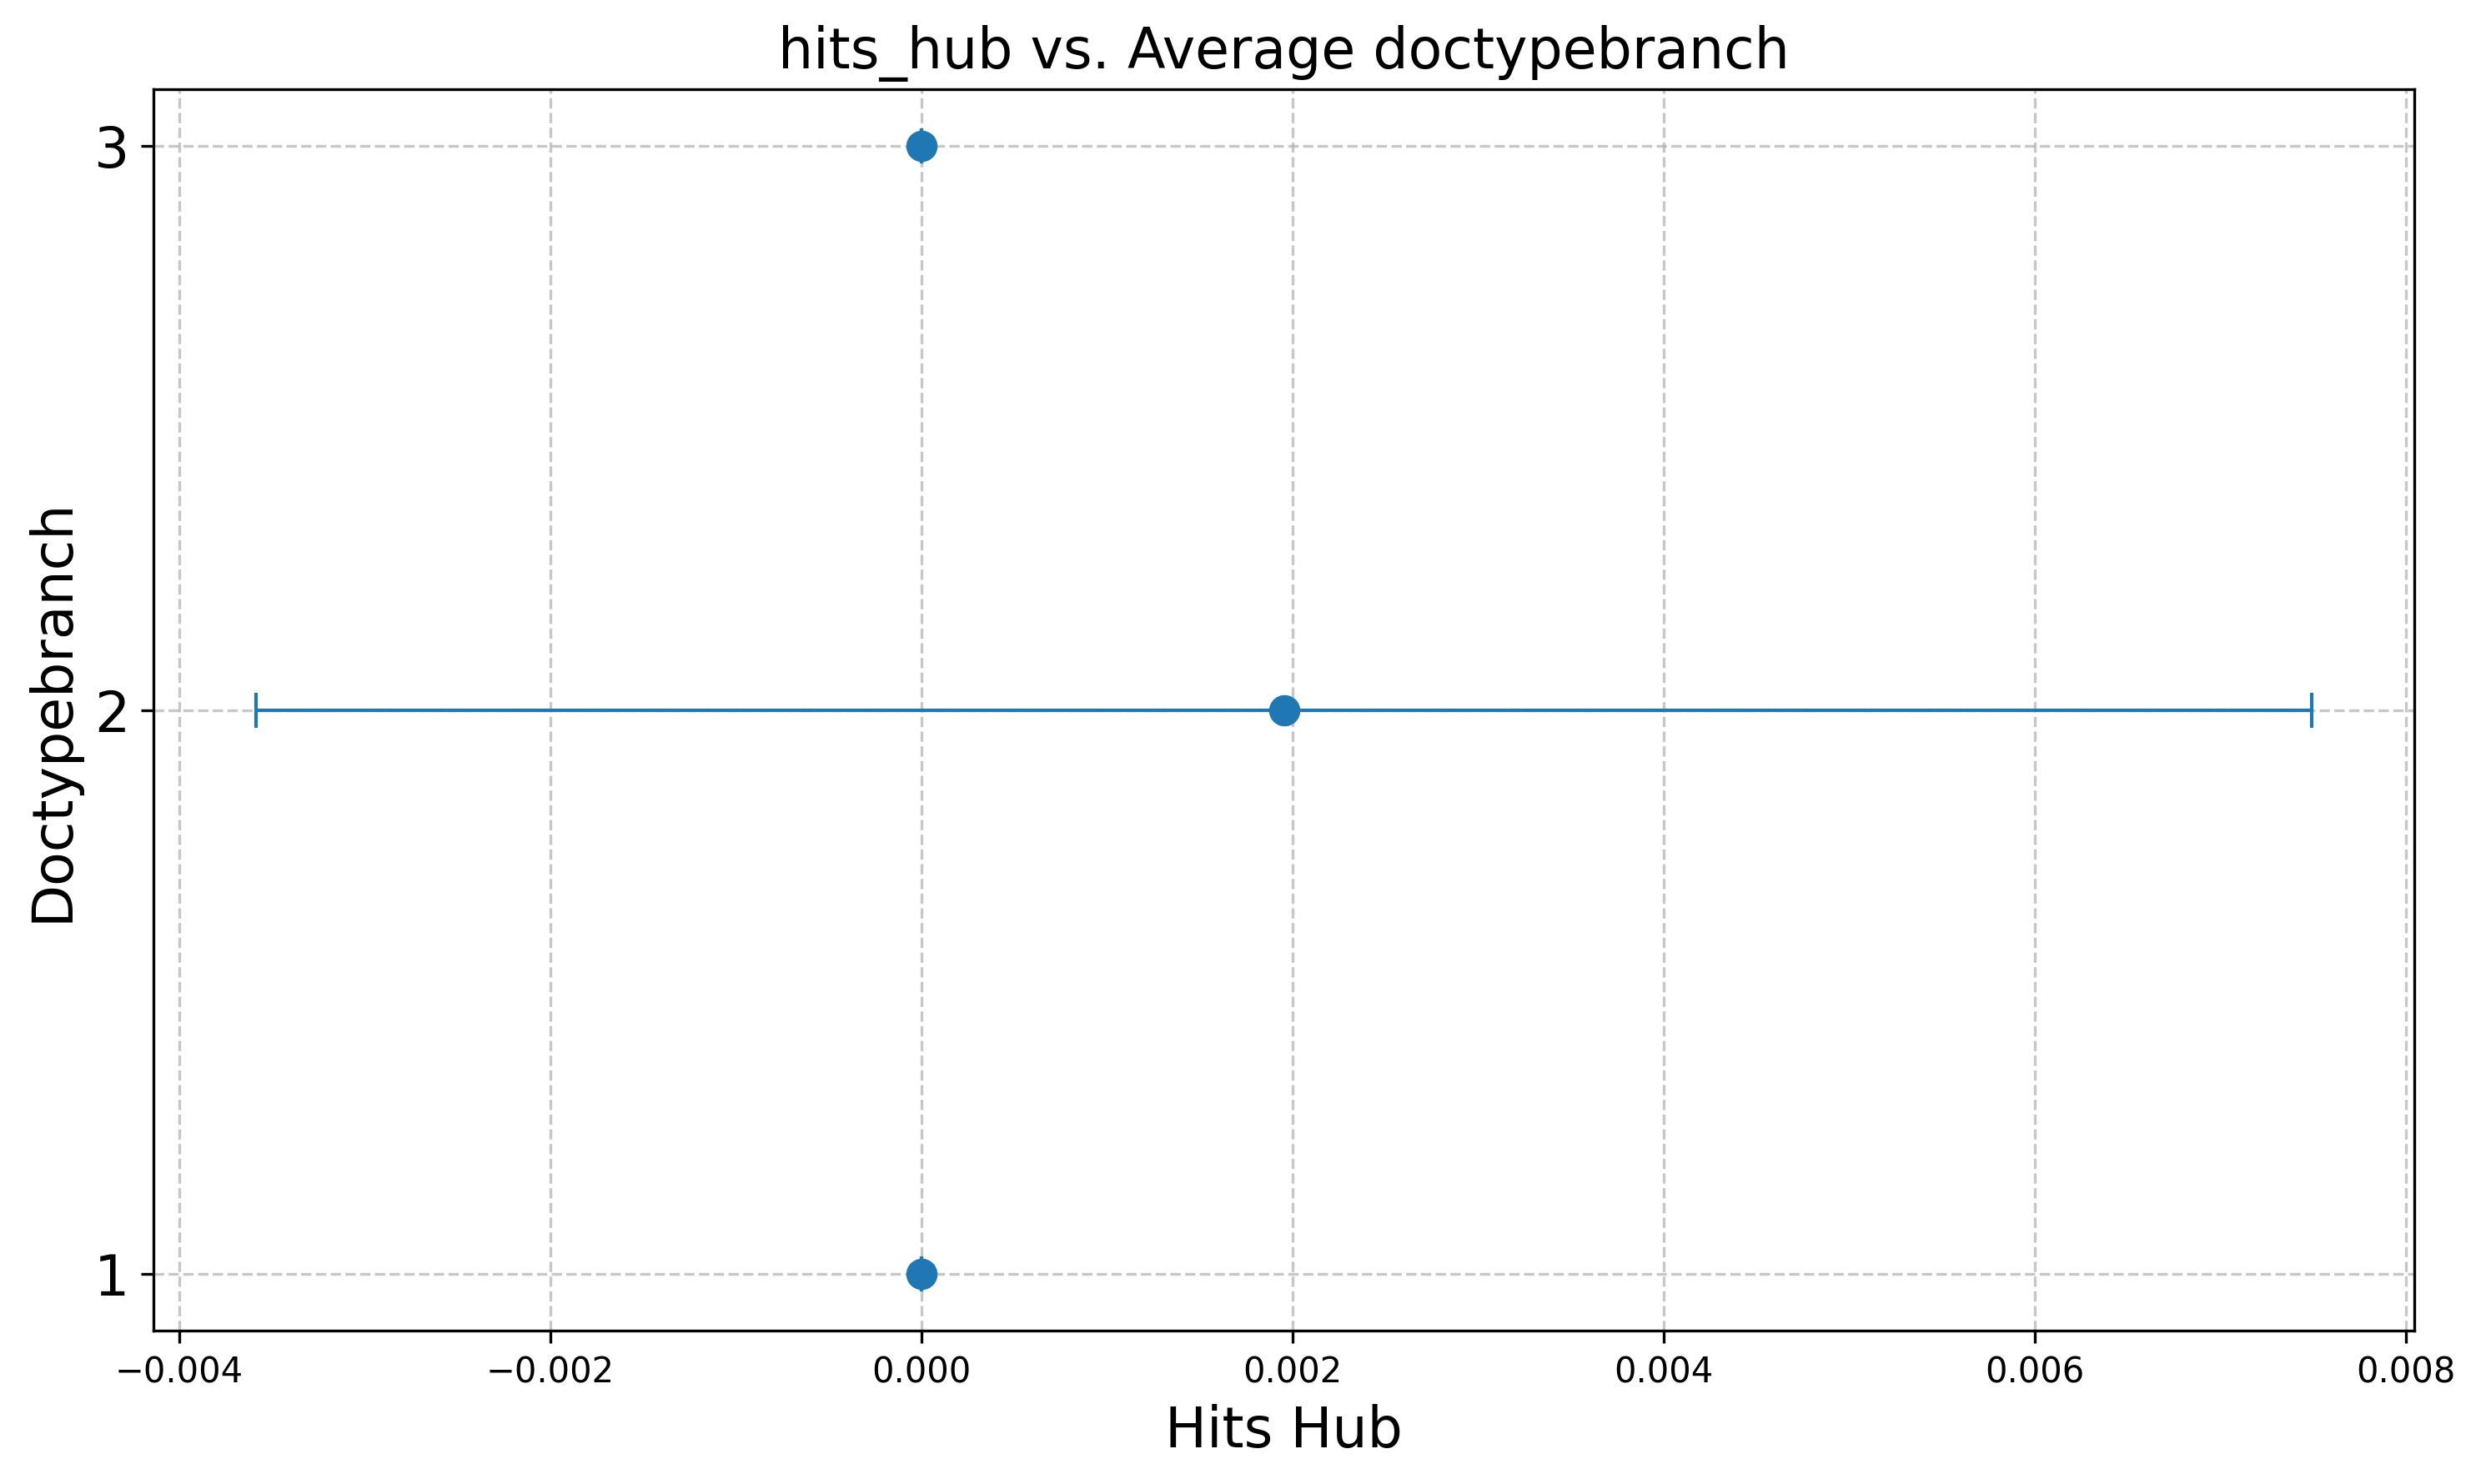 hits_hub vs. Average doctypebranch
3
2
1
Doctypebranch
−0.004 −0.002 0.000 0.002 0.004 0.006 0.008
Hits Hub